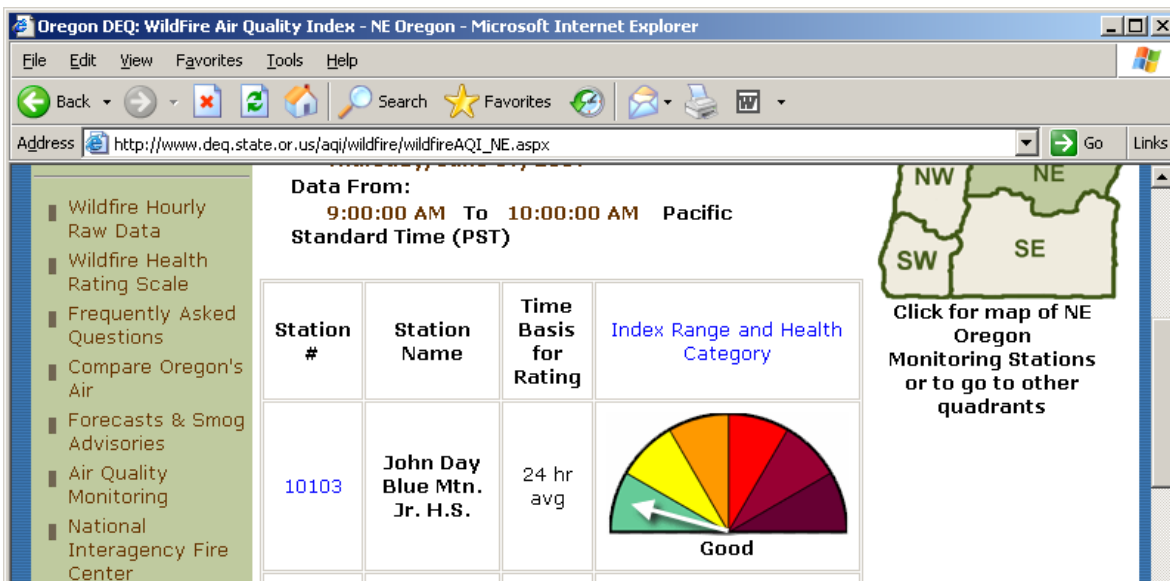 Oregon DEQ: WildFire Air Quality Index - NE Oregon - Microsoft Internet Explorer
File Edit View Favorites Tools Help
Back Search Favorites
Address http://www.deq.state.or.us/aqi/wildfire/wildfireAQI_NE.aspx Go Links
Data From:
9:00:00 AM To 10:00:00 AM Pacific
Standard Time (PST)
Wildfire Hourly
Raw Data
Wildfire Health
Rating Scale
Frequently Asked
Questions
Compare Oregon's
Air
Forecasts & Smog
Advisories
Air Quality
Monitoring
National
Interagency Fire
Center
Station
#
Station
Name
Time
Basis
for
Rating
Index Range and Health
Category
10103
John Day
Blue Mtn.
Jr. H.S.
24 hr
avg
Good
NW
NE
SW
SE
Click for map of NE
Oregon
Monitoring Stations
or to go to other
quadrants